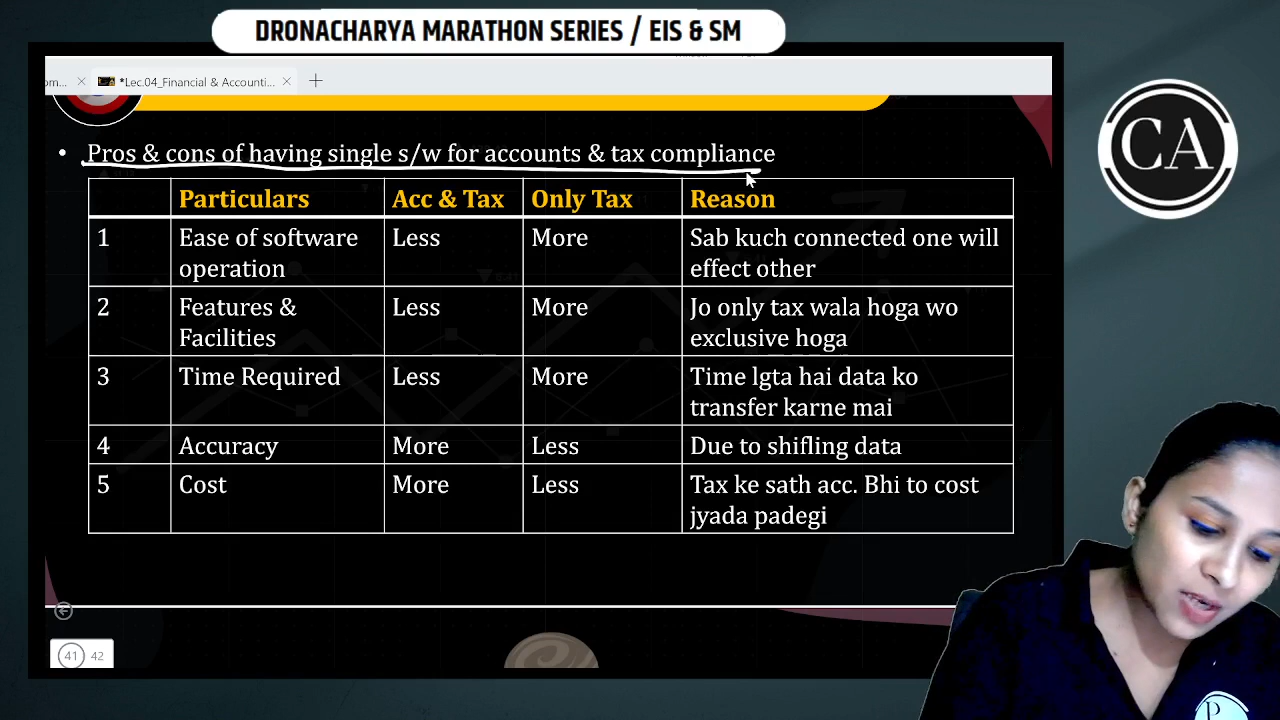 DRONACHARYA MARATHON SERIES / EIS & SM
om...
*Lec.04_Financial & Accounti...
CA
• Pros & cons of having single s/w for accounts & tax compliance
Particulars Acc & Tax Only Tax Reason
1 Ease of software operation Less More Sab kuch connected one will effect other
2 Features & Facilities Less More Jo only tax wala hoga wo exclusive hoga
3 Time Required Less More Time lgta hai data ko transfer karne mai
4 Accuracy More Less Due to shifling data
5 Cost More Less Tax ke sath acc. Bhi to cost jyada padegi
41 42
P